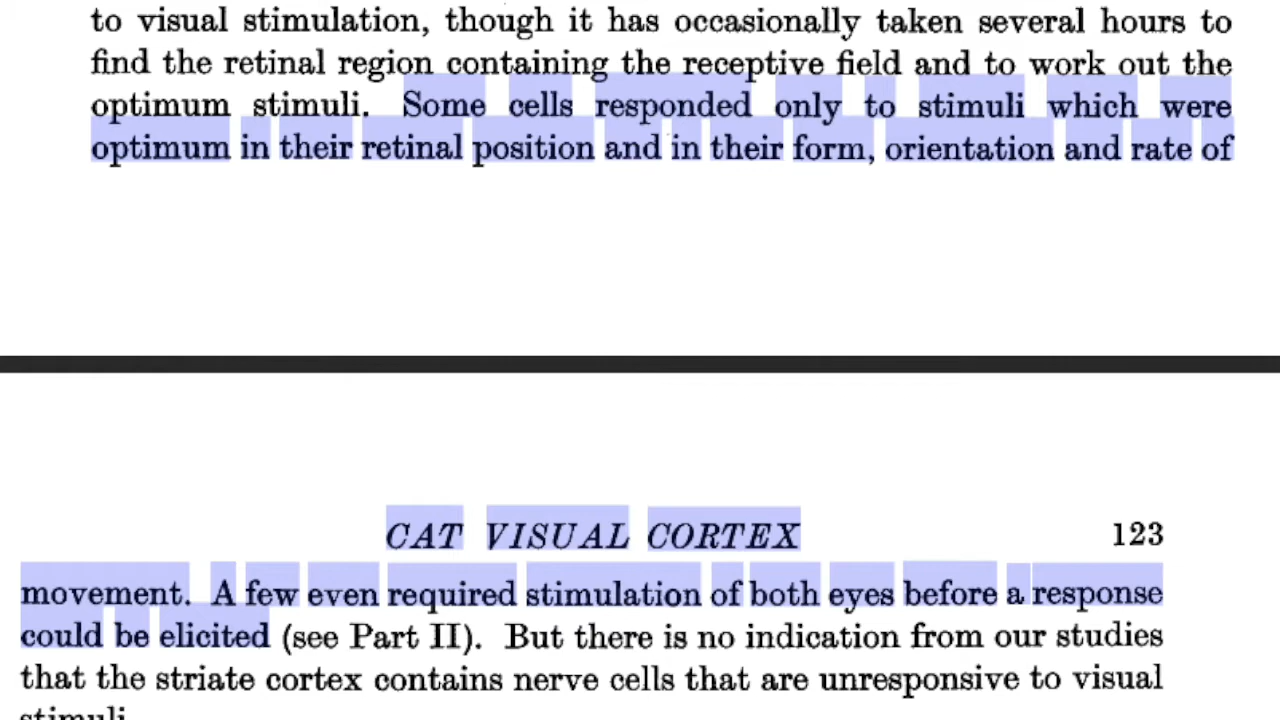 to visual stimulation, though it has occasionally taken several hours to
find the retinal region containing the receptive field and to work out the
optimum stimuli. Some cells responded only to stimuli which were
optimum in their retinal position and in their form, orientation and rate of
CAT VISUAL CORTEX 123
movement. A few even required stimulation of both eyes before a response
could be elicited (see Part II). But there is no indication from our studies
that the striate cortex contains nerve cells that are unresponsive to visual
stimuli